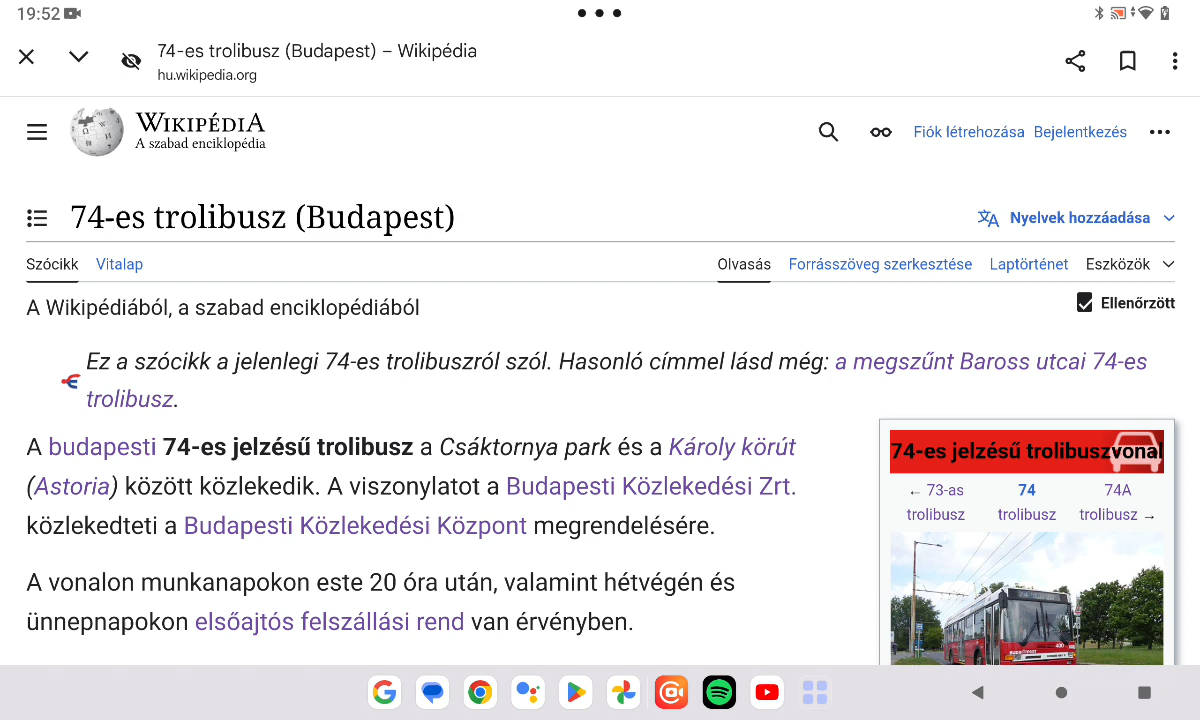 19:52
74-es trolibusz (Budapest) – Wikipédia
hu.wikipedia.org
WIKIPÉDIA
A szabad enciklopédia
Fiók létrehozása Bejelentkezés
74-es trolibusz (Budapest)
Nyelvek hozzáadása
Szócikk Vitalap
Olvasás Forrásszöveg szerkesztése Laptörténet Eszközök
A Wikipédiából, a szabad enciklopédiából
Ellenőrzött
Ez a szócikk a jelenlegi 74-es trolibuszról szól. Hasonló címmel lásd még: a megszűnt Baross utcai 74-es
trolibusz.
A budapesti 74-es jelzésű trolibusz a Csáktornya park és a Károly körút
(Astoria) között közlekedik. A viszonylatot a Budapesti Közlekedési Zrt.
közlekedteti a Budapesti Közlekedési Központ megrendelésére.
A vonalon munkanapokon este 20 óra után, valamint hétvégén és
ünnepnapokon elsőajtós felszállási rend van érvényben.
74-es jelzésű trolibuszvonal
← 73-as 74 74A
trolibusz trolibusz trolibusz →